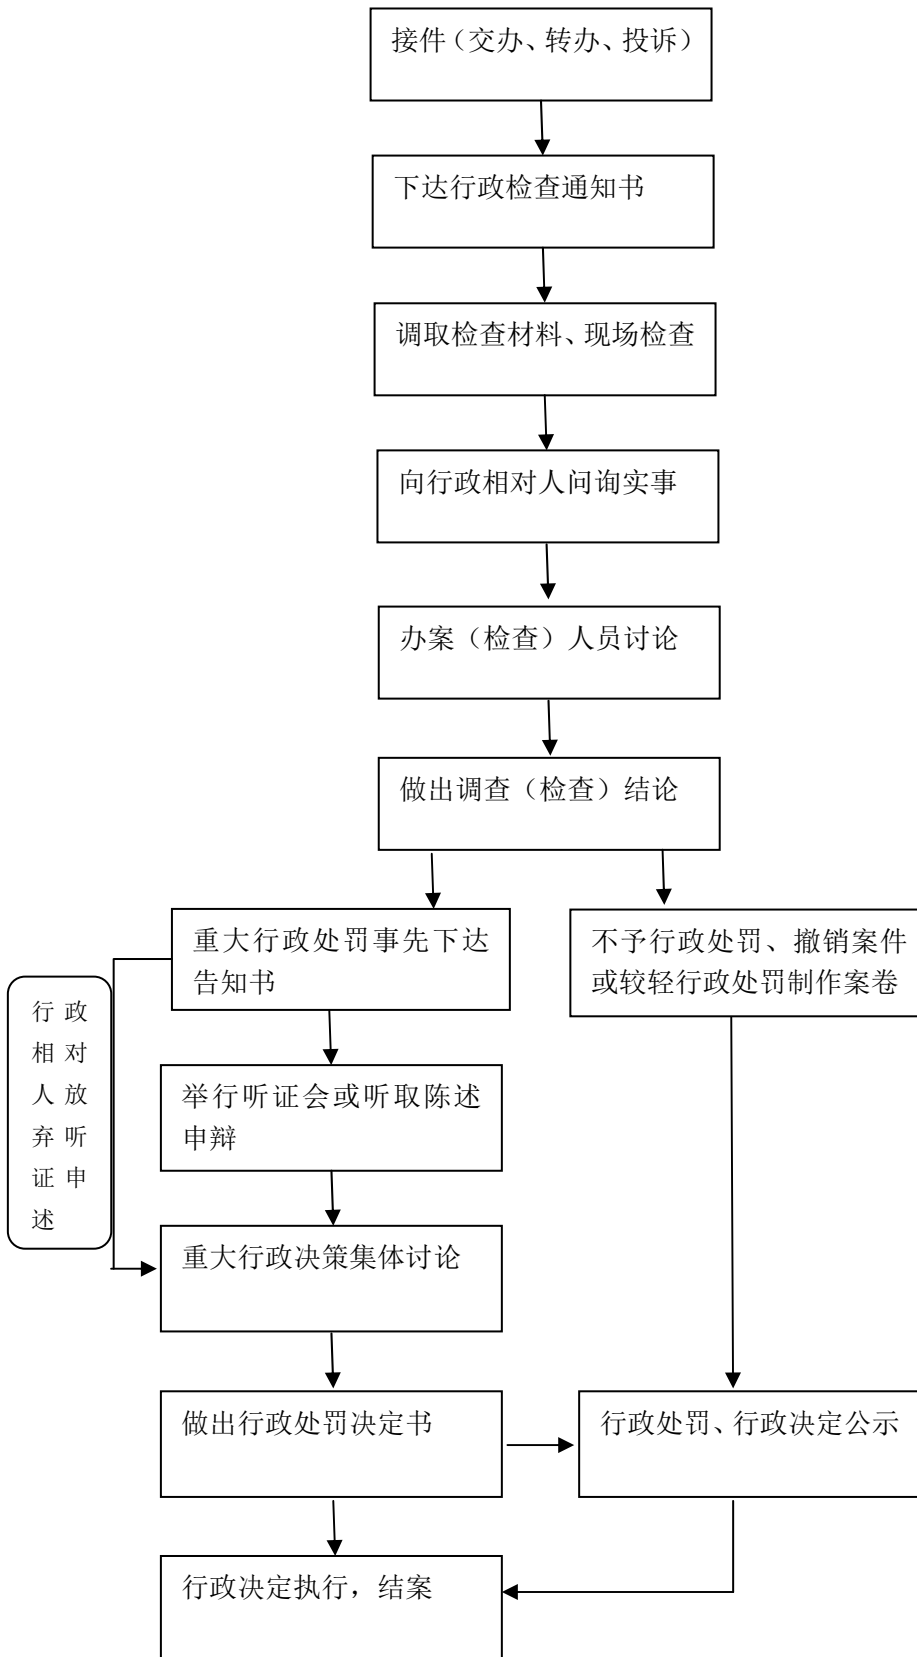 接件（交办、转办、投诉）
下达行政检查通知书
调取检查材料、现场检查
向行政相对人问询实事
办案（检查）人员讨论
做出调查（检查）结论
重大行政处罚事先下达
告知书
不予行政处罚、撤销案件
或较轻行政处罚制作案卷
行政
相对
人放
弃听
证申
述
举行听证会或听取陈述
申辩
重大行政决策集体讨论
做出行政处罚决定书
行政处罚、行政决定公示
行政决定执行，结案